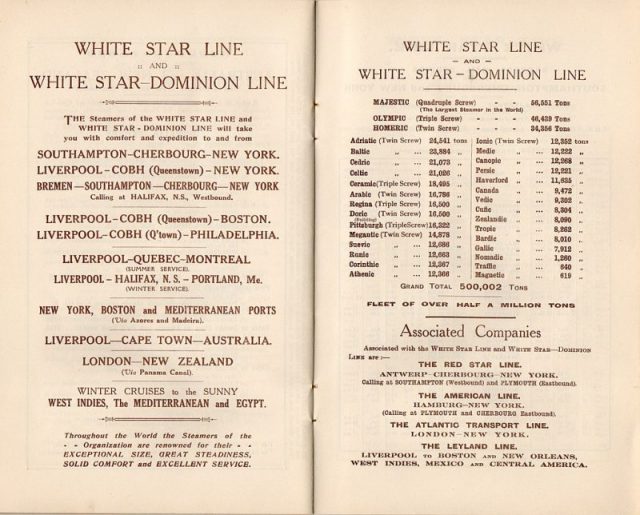 WHITE STAR LINE
:: AND ::
WHITE STAR–DOMINION LINE
THE Steamers of the WHITE STAR LINE and
WHITE STAR - DOMINION LINE will take
you with comfort and expedition to and from
SOUTHAMPTON–CHERBOURG–NEW YORK.
LIVERPOOL–COBH (Queenstown)–NEW YORK.
BREMEN—SOUTHAMPTON—CHERBOURG—NEW YORK
Calling at HALIFAX, N.S., Westbound.
LIVERPOOL–COBH (Queenstown)–BOSTON.
LIVERPOOL–COBH (Q'town)–PHILADELPHIA.
LIVERPOOL–QUEBEC–MONTREAL
(SUMMER SERVICE).
LIVERPOOL – HALIFAX, N. S. – PORTLAND, Me.
(WINTER SERVICE).
NEW YORK, BOSTON and MEDITERRANEAN PORTS
(Via Azores and Madeira).
LIVERPOOL—CAPE TOWN—AUSTRALIA.
LONDON—NEW ZEALAND
(Via Panama Canal).
WINTER CRUISES to the SUNNY
WEST INDIES, The MEDITERRANEAN and EGYPT.
Throughout the World the Steamers of the
- - Organization are renowned for their - -
EXCEPTIONAL SIZE, GREAT STEADINESS,
SOLID COMFORT and EXCELLENT SERVICE.
WHITE STAR LINE
– AND –
WHITE STAR – DOMINION LINE
MAJESTIC (Quadruple Screw) - - - 56,551 Tons
(The Largest Steamer in the World)
OLYMPIC (Triple Screw) - - - 46,439 Tons
HOMERIC (Twin Screw) - - - 34,356 Tons
Adriatic (Twin Screw) 24,541 tons
Baltic „ ... 23,884 „
Cedric „ ... 21,073 „
Celtic „ ... 21,026 „
Ceramic (Triple Screw) 18,495 „
Arabic (Twin Screw) 16,786 „
Regina (Triple Screw) 16,500 „
Doric (Twin Screw) 16,500 „
(Building)
Pittsburgh (TripleScrew) 16,322 „
Megantic (Twin Screw) 14,878 „
Suevic „ ... 12,686 „
Runic „ ... 12,663 „
Corinthic „ ... 12,367 „
Athenic „ ... 12,366 „
Ionic (Twin Screw) 12,352 tons
Medic „ ... 12,222 „
Canopic „ ... 12,268 „
Persic „ ... 12,221 „
Haverford „ ... 11,635 „
Canada „ ... 9,472 „
Vedic „ ... 9,302 „
Cufic „ ... 8,304 „
Zealandic „ ... 8,090 „
Tropic „ ... 8,262 „
Bardic „ ... 8,010 „
Gallic „ ... 7,912 „
Nomadic „ ... 1,260 „
Traffic „ ... 640 „
Magnetic „ ... 619 „
GRAND TOTAL 500,002 TONS
FLEET OF OVER HALF A MILLION TONS
Associated Companies
Associated with the WHITE STAR LINE and WHITE STAR—DOMINION
LINE are :—
THE RED STAR LINE.
ANTWERP–CHERBOURG–NEW YORK.
Calling at SOUTHAMPTON (Westbound) and PLYMOUTH (Eastbound).
THE AMERICAN LINE.
HAMBURG–NEW YORK.
(Calling at PLYMOUTH and CHERBOURG Eastbound).
THE ATLANTIC TRANSPORT LINE.
LONDON–NEW YORK.
THE LEYLAND LINE.
LIVERPOOL TO BOSTON AND NEW ORLEANS,
WEST INDIES, MEXICO AND CENTRAL AMERICA.